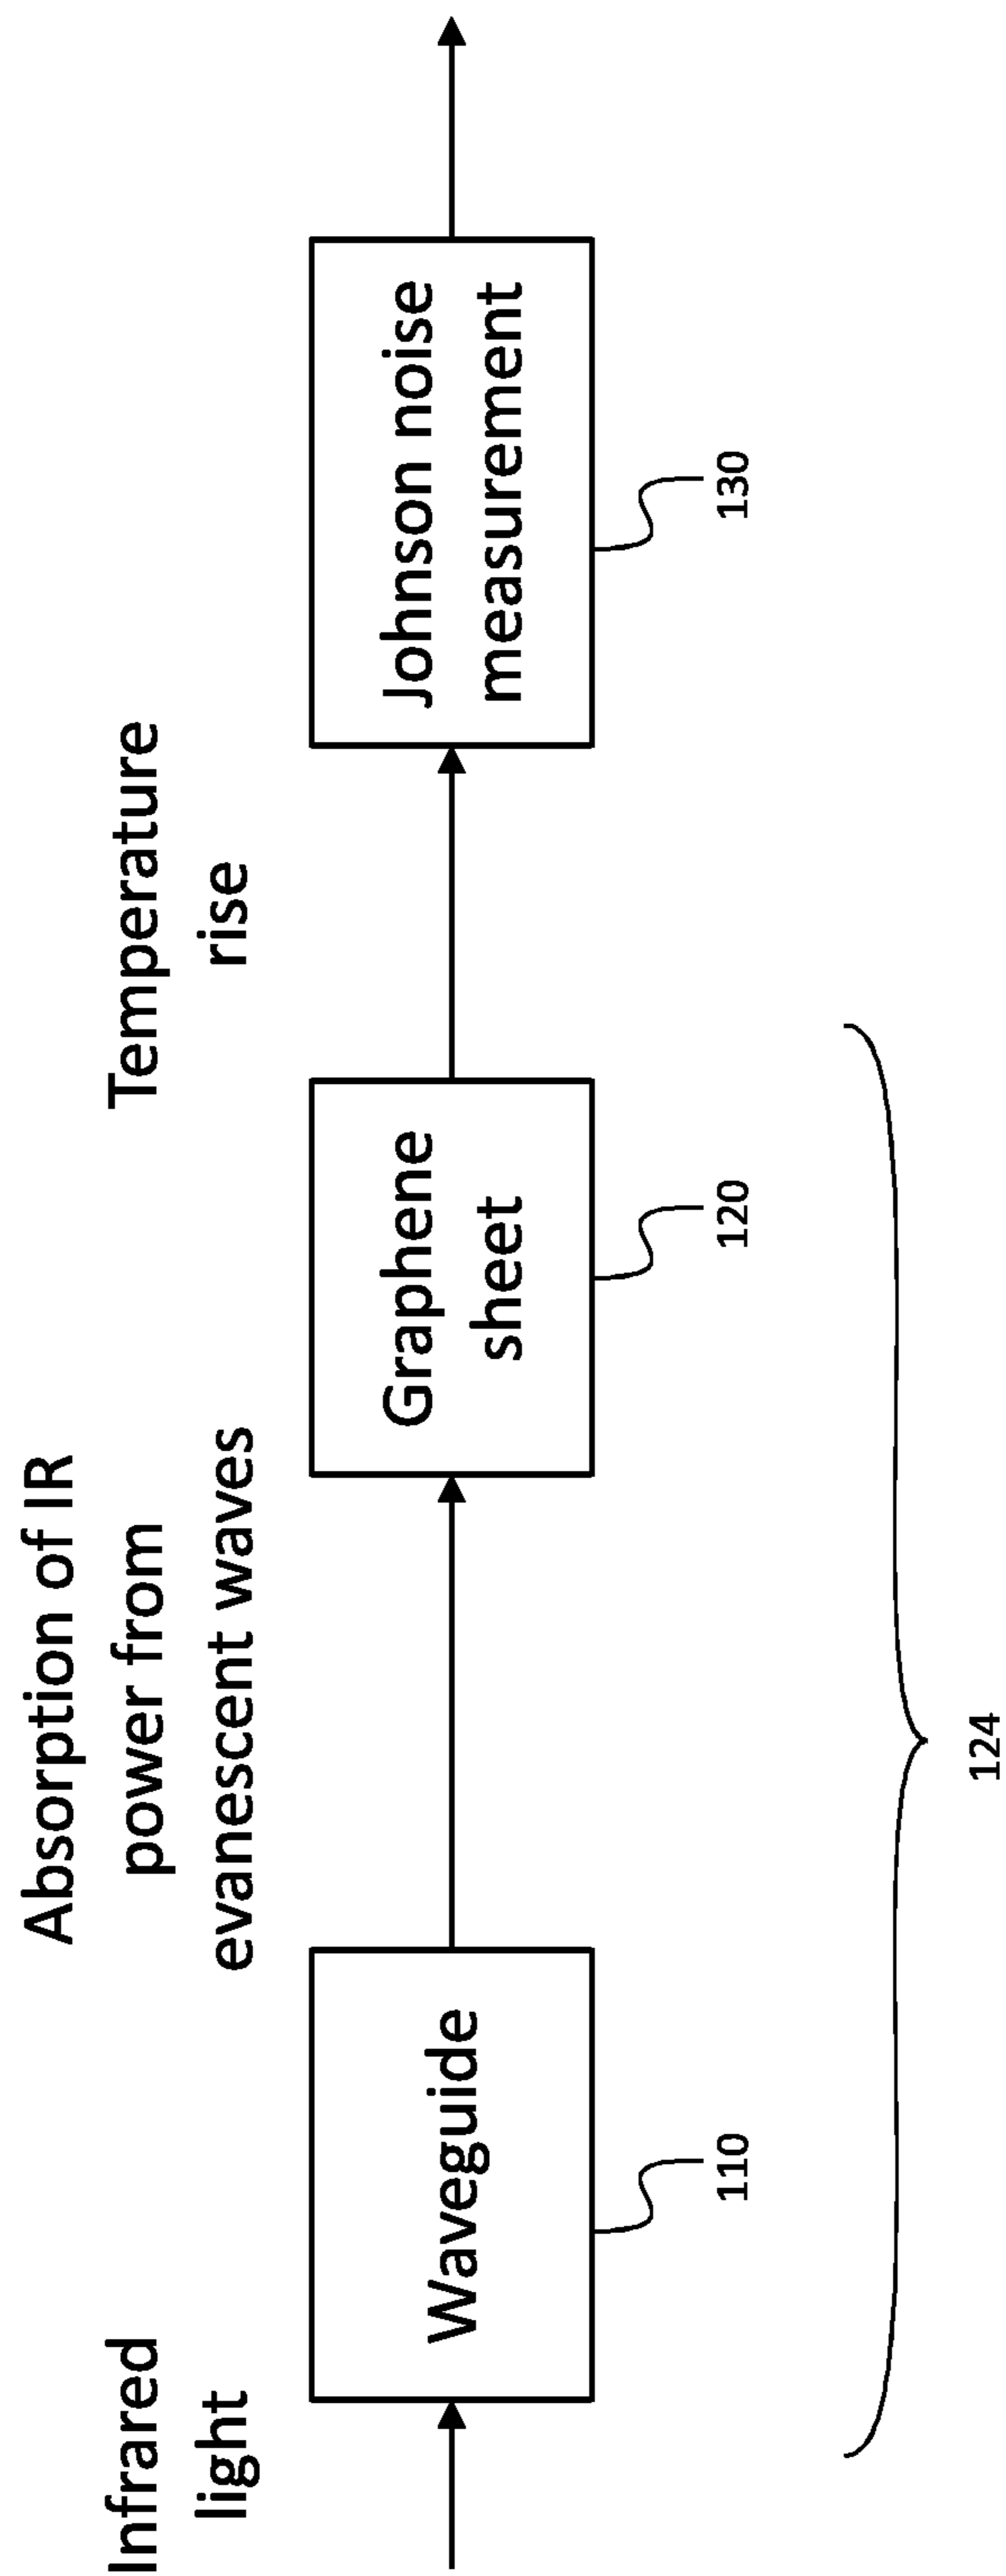 Infrared
light
Absorption of IR
power from
evanescent waves
Temperature
rise
Waveguide
Graphene
sheet
Johnson noise
measurement
110
120
130
124